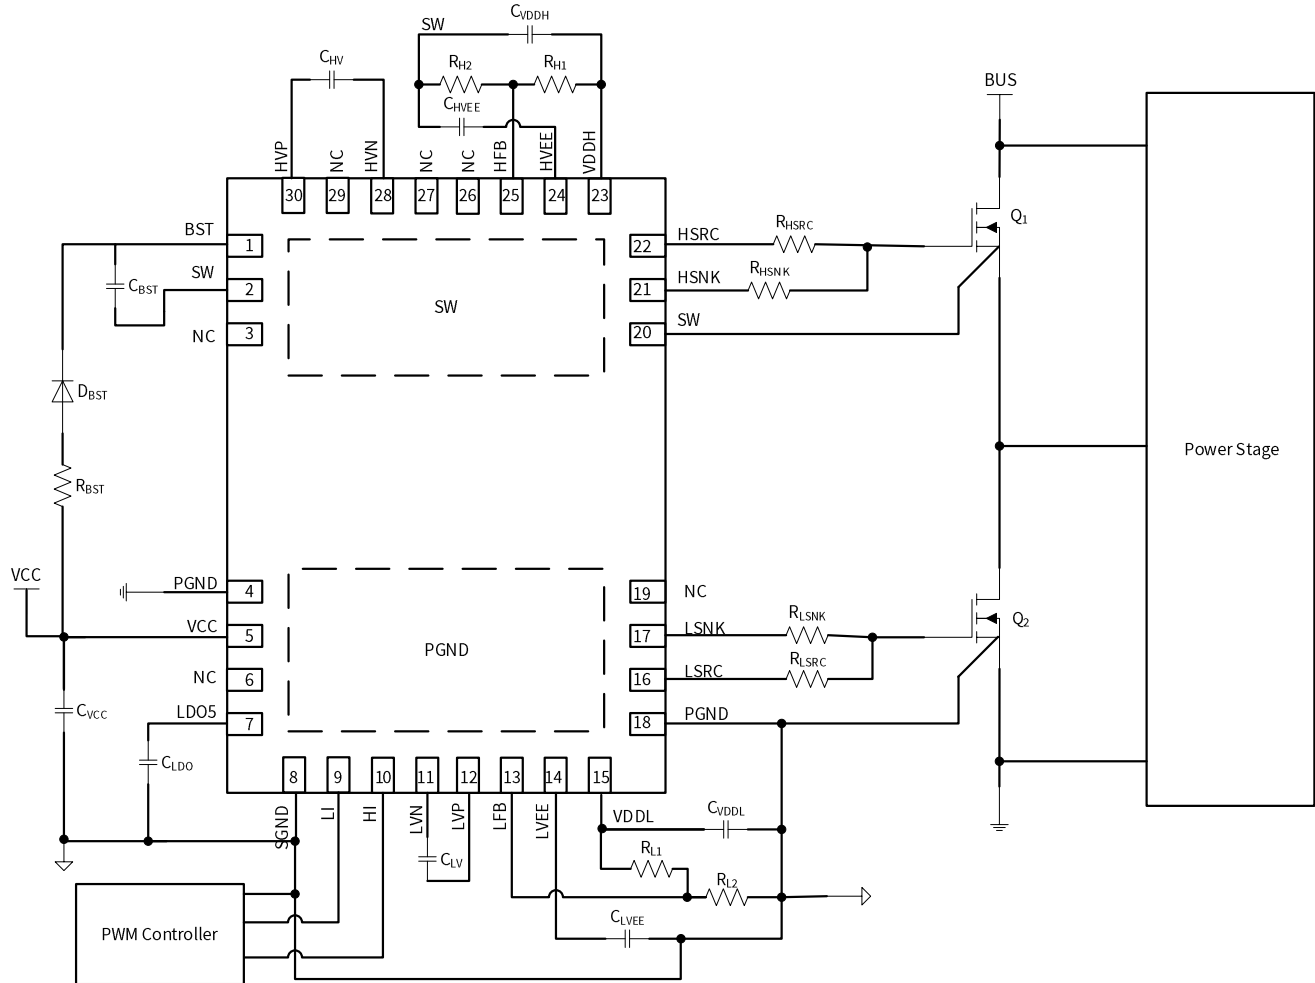 SW
CVDDH
CHV
RH2
RH1
CHVEE
BUS
HVP
NC
HVN
NC
NC
HFB
HVEE
VDDH
30
29
28
27
26
25
24
23
BST
1
22
HSRC
RHSRC
Q1
SW
2
CBST
SW
21
HSNK
RHSNK
NC
3
20
SW
DBST
Power Stage
RBST
VCC
PGND
4
19
NC
VCC
5
17
LSNK
RLSNK
Q2
PGND
NC
6
16
LSRC
RLSRC
CVCC
LDO5
7
18
PGND
CLDO
8
9
10
11
12
13
14
15
SGND
LI
HI
LVN
LVP
LFB
LVEE
VDDL
CVDDL
CLV
RL1
RL2
CLVEE
PWM Controller